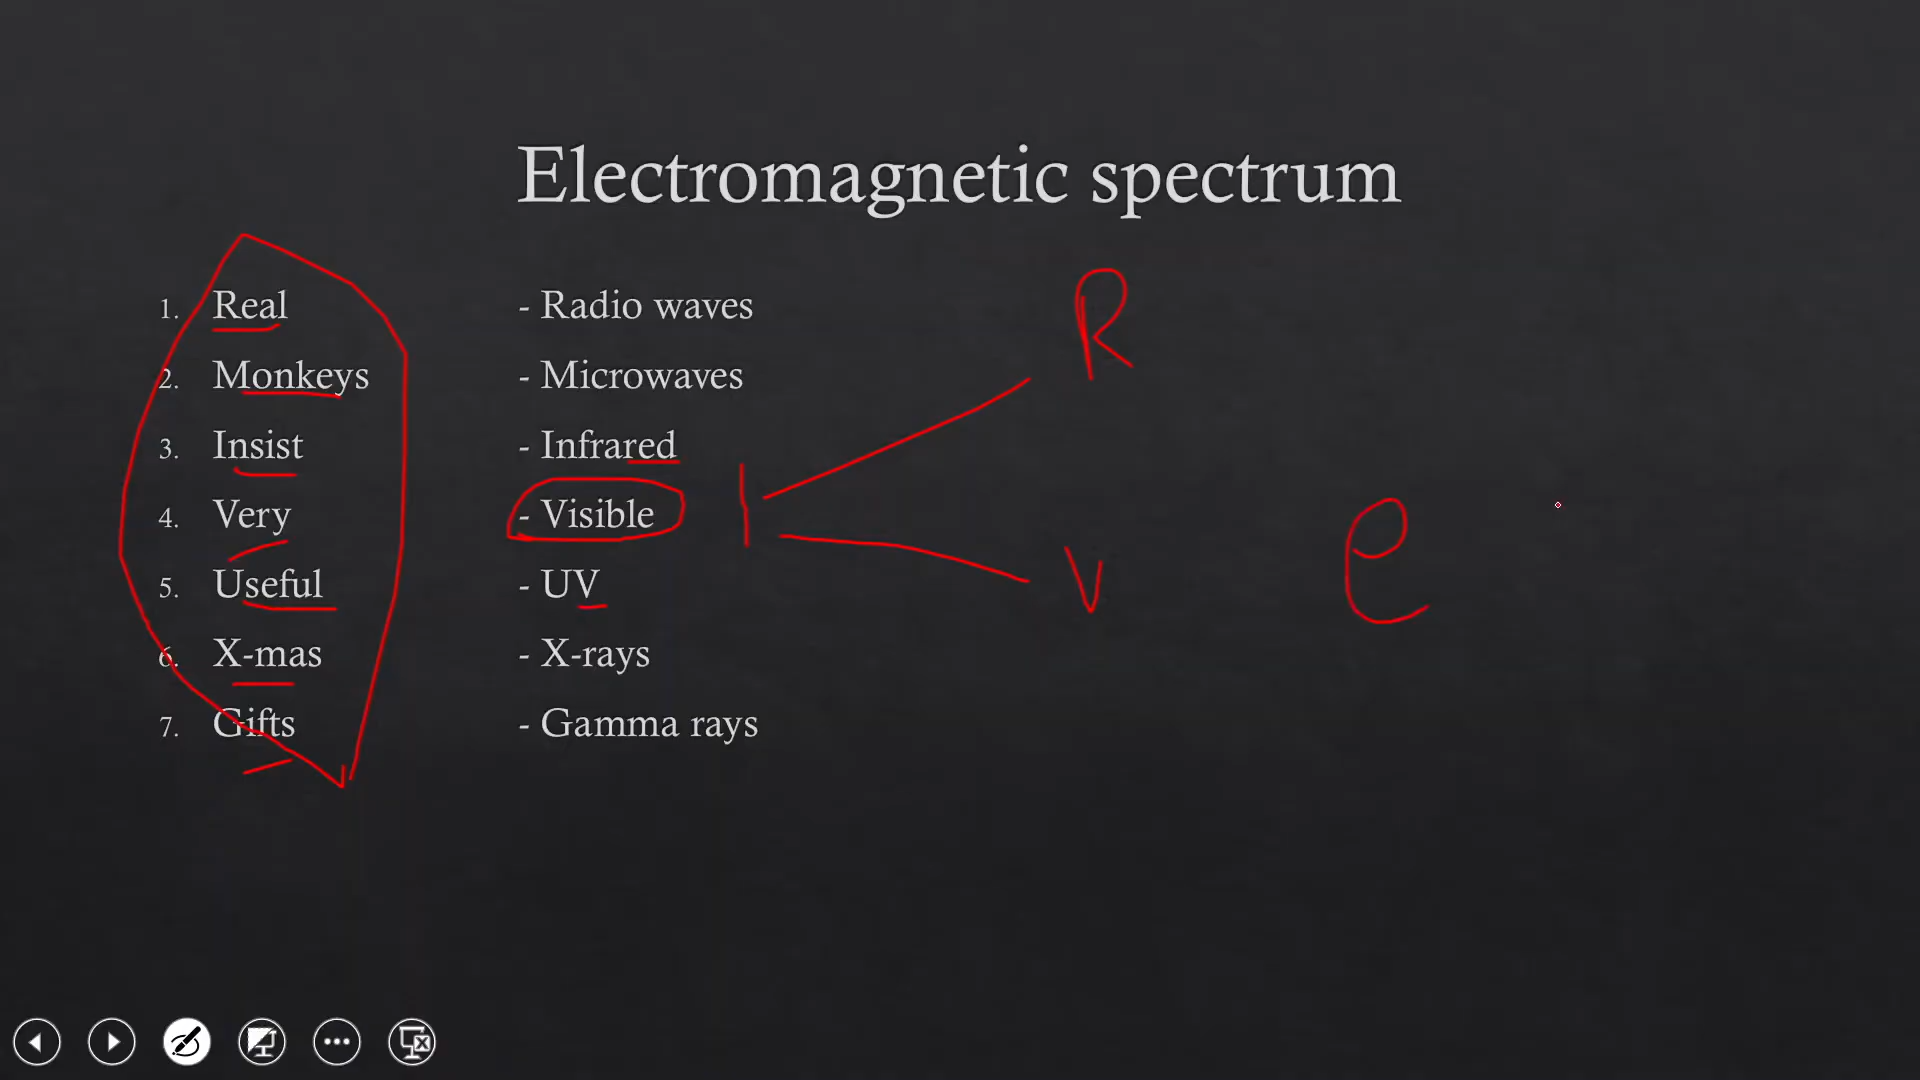 Electromagnetic spectrum
1. Real - Radio waves
2. Monkeys - Microwaves
3. Insist - Infrared
4. Very - Visible
5. Useful - UV
6. X-mas - X-rays
7. Gifts - Gamma rays
R
V
e